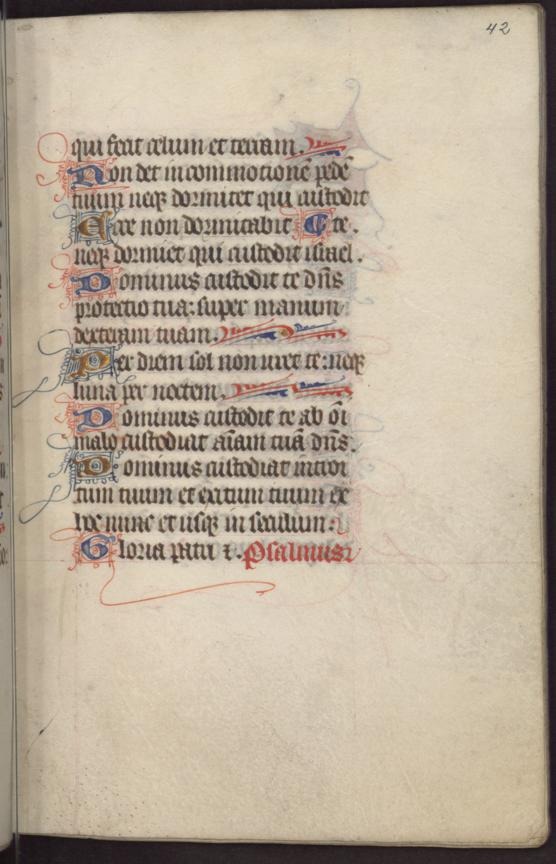 42
qui fecit celum et terram.
Non det in commotionē pedē
tuum neqꝫ dormitet qui custodit
Ecce non dormitabit E te.
neqꝫ dormiet qui custodit israel.
Dominus custodit te dn̄s
protectio tua: super manum
dexteram tuam.
Per diem sol non uret te: neqꝫ
luna per noctem.
Dominus custodit te ab oī
malo custodiat aīam tuā dn̄s.
Dominus custodiat introi
tum tuum et exitum tuum ex
hoc nunc et usqꝫ in seculum:
Gloria patri ⁊. Psalmus